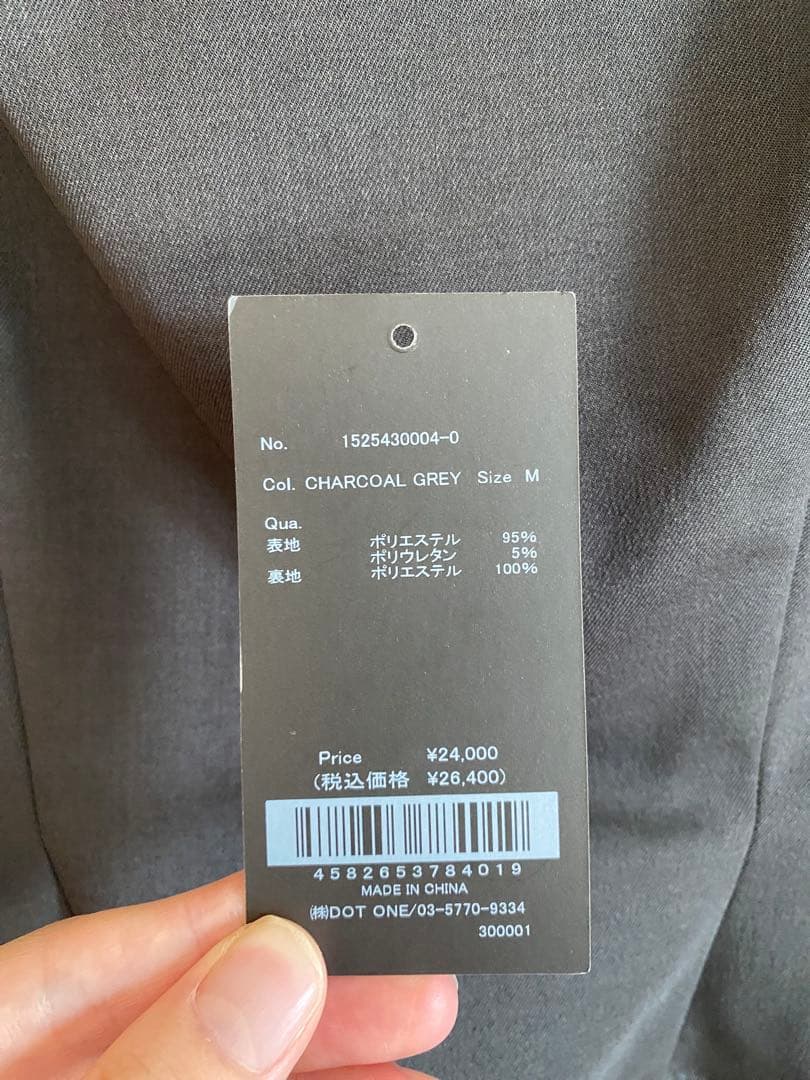 No. 1525430004-0
Col. CHARCOAL GREY Size M
Qua.
表地 ポリエステル 95%
ポリウレタン 5%
裏地 ポリエステル 100%
Price ¥24,000
(税込価格 ¥26,400)
4582653784019
MADE IN CHINA
㈱DOT ONE/03-5770-9334
300001